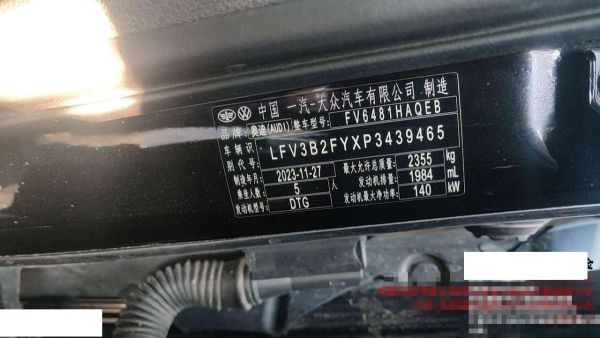 中国 一汽-大众汽车有限公司 制造
品牌: 奥迪(AUDI) 整车型号: FV6481HAQEB
车辆识别代号: LFV3B2FYXP3439465
制造年月: 2023-11-27 最大允许总质量: 2355 kg
乘坐人数: 5 发动机排量: 1984 mL
发动机型号: DTG 发动机最大净功率: 140 kW